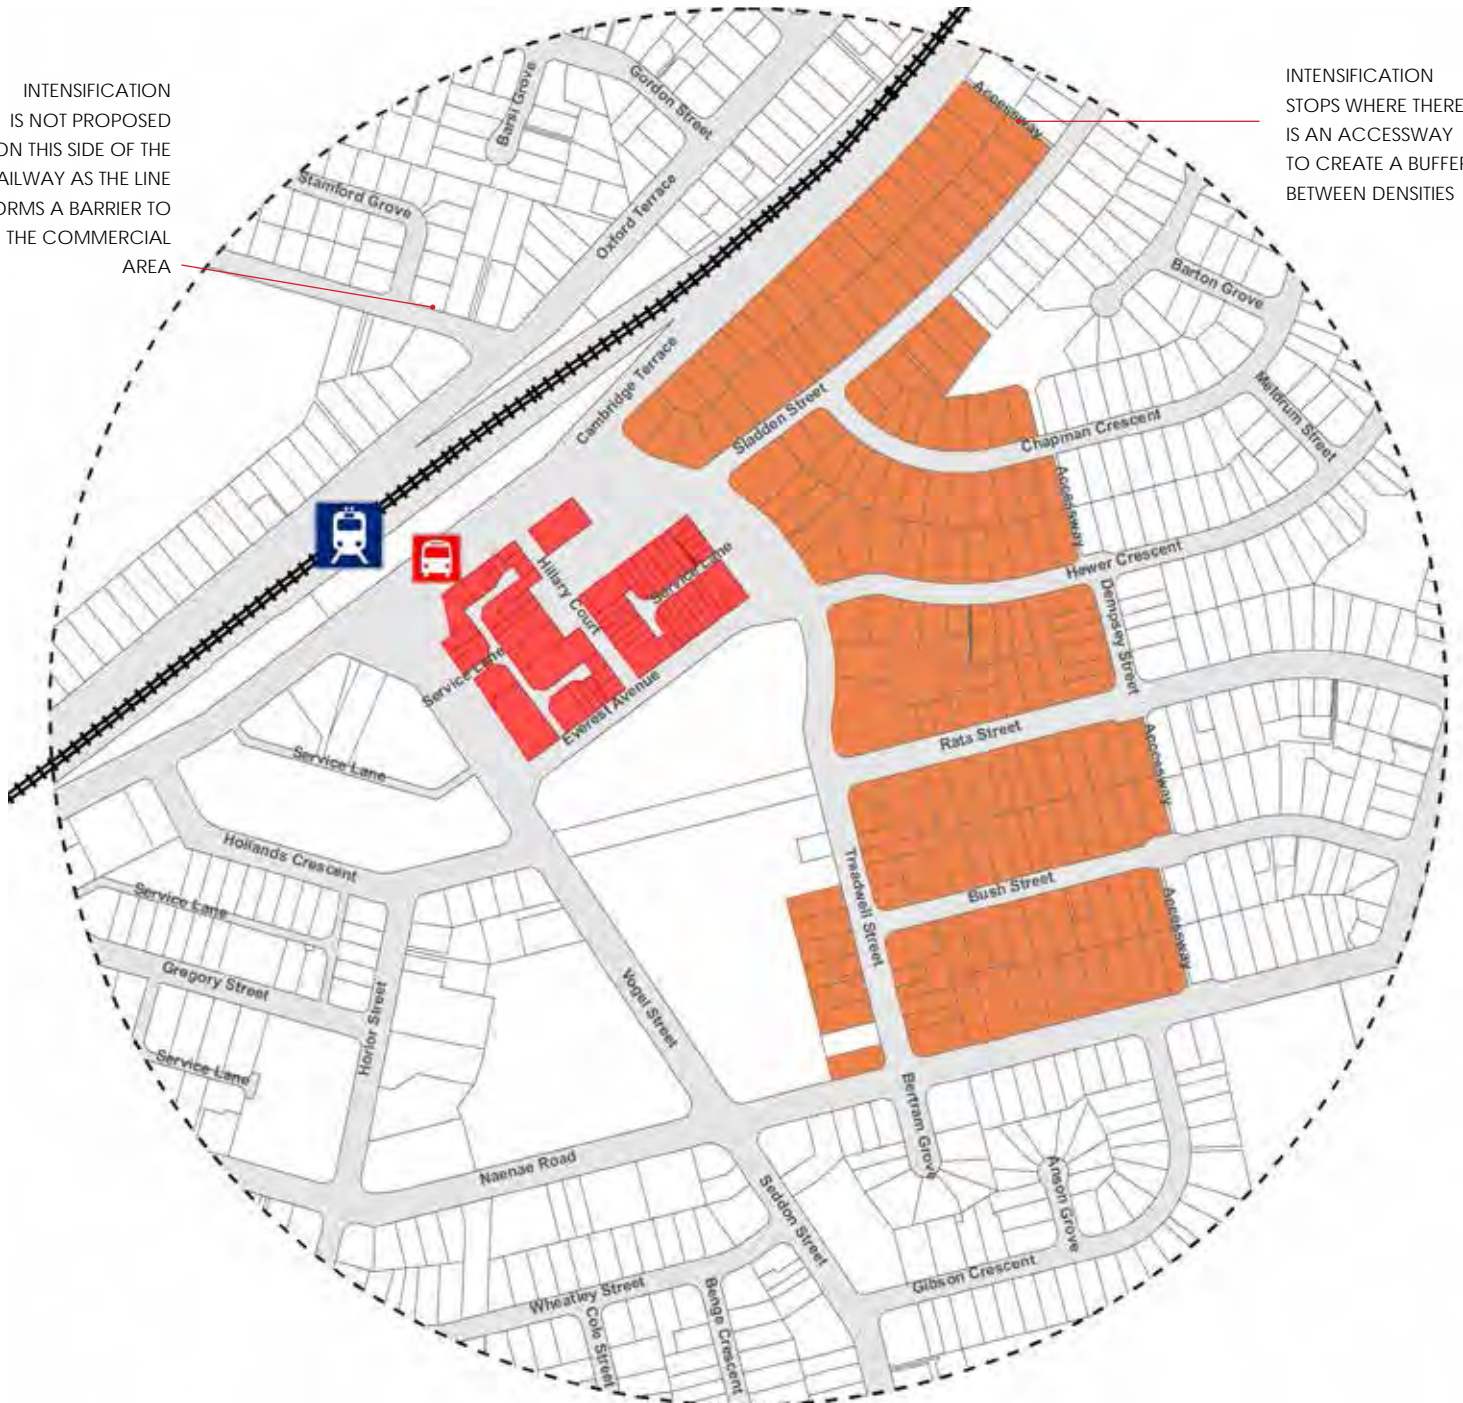 INTENSIFICATION
IS NOT PROPOSED
ON THIS SIDE OF THE
AILWAY AS THE LINE
ORMS A BARRIER TO
THE COMMERCIAL
AREA
INTENSIFICATION
STOPS WHERE THERE
IS AN ACCESSWAY
TO CREATE A BUFFER
BETWEEN DENSITIES
Gordon Street
Barsi Grove
Accessway
Stamford Grove
Oxford Terrace
Barton Grove
Cambridge Terrace
Sladden Street
Meldrum Street
Chapman Crescent
Accessway
Hewer Crescent
Hillary Court
Service Lane
Dempsey Street
Service Lane
Everest Avenue
Rata Street
Accessway
Service Lane
Hollands Crescent
Treadwell Street
Bush Street
Service Lane
Accessway
Gregory Street
Vogel Street
Horlor Street
Service Lane
Bertram Grove
Naenae Road
Anson Grove
Seddon Street
Gibson Crescent
Wheatley Street
Benge Crescent
Cole Street